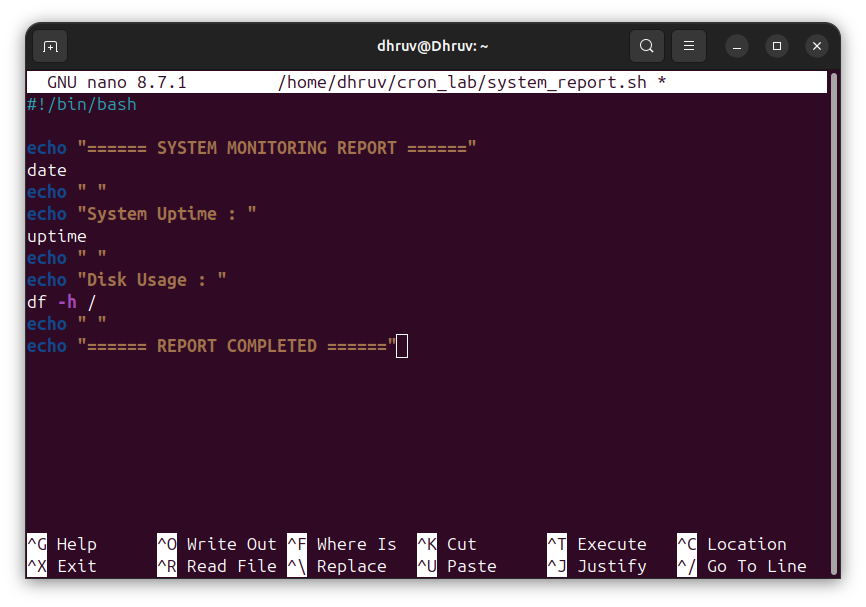 dhruv@Dhruv: ~
GNU nano 8.7.1 /home/dhruv/cron_lab/system_report.sh *
#!/bin/bash
echo "====== SYSTEM MONITORING REPORT ======"
date
echo " "
echo "System Uptime : "
uptime
echo " "
echo "Disk Usage : "
df -h /
echo " "
echo "====== REPORT COMPLETED ======"
^G Help ^O Write Out ^F Where Is ^K Cut ^T Execute ^C Location
^X Exit ^R Read File ^\ Replace ^U Paste ^J Justify ^/ Go To Line